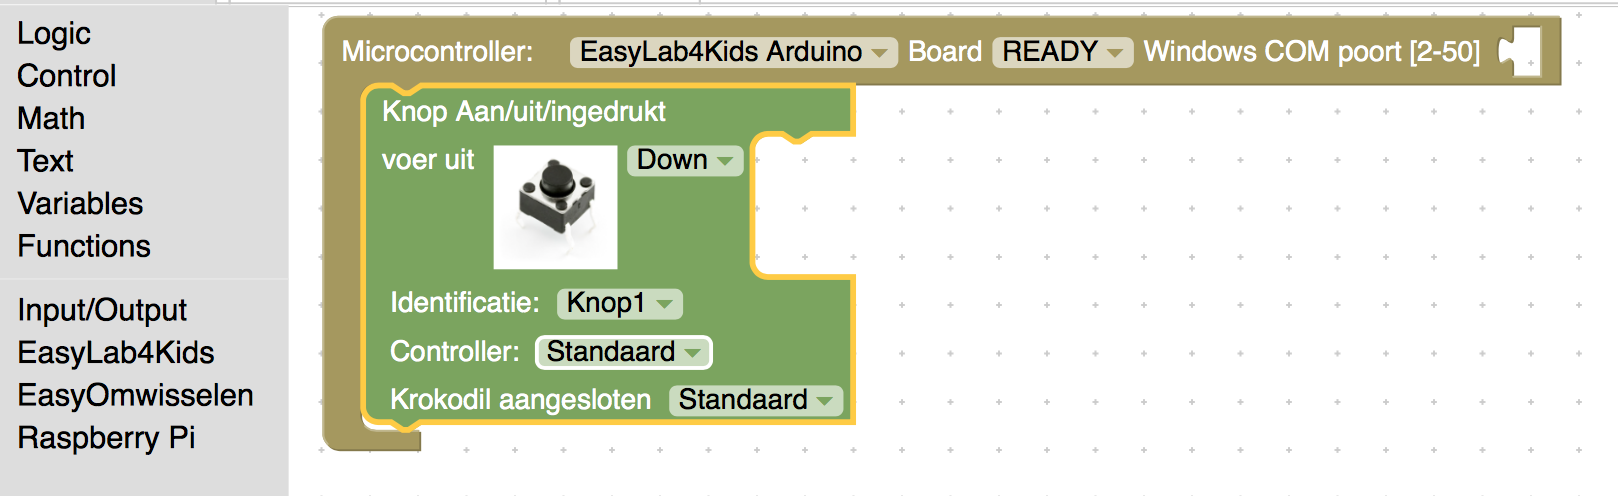 Logic
Control
Math
Text
Variables
Functions
Input/Output
EasyLab4Kids
EasyOmwisselen
Raspberry Pi
Microcontroller: EasyLab4Kids Arduino Board READY Windows COM poort [2-50]
Knop Aan/uit/ingedrukt
voer uit Down
Identificatie: Knop1
Controller: Standaard
Krokodil aangesloten Standaard